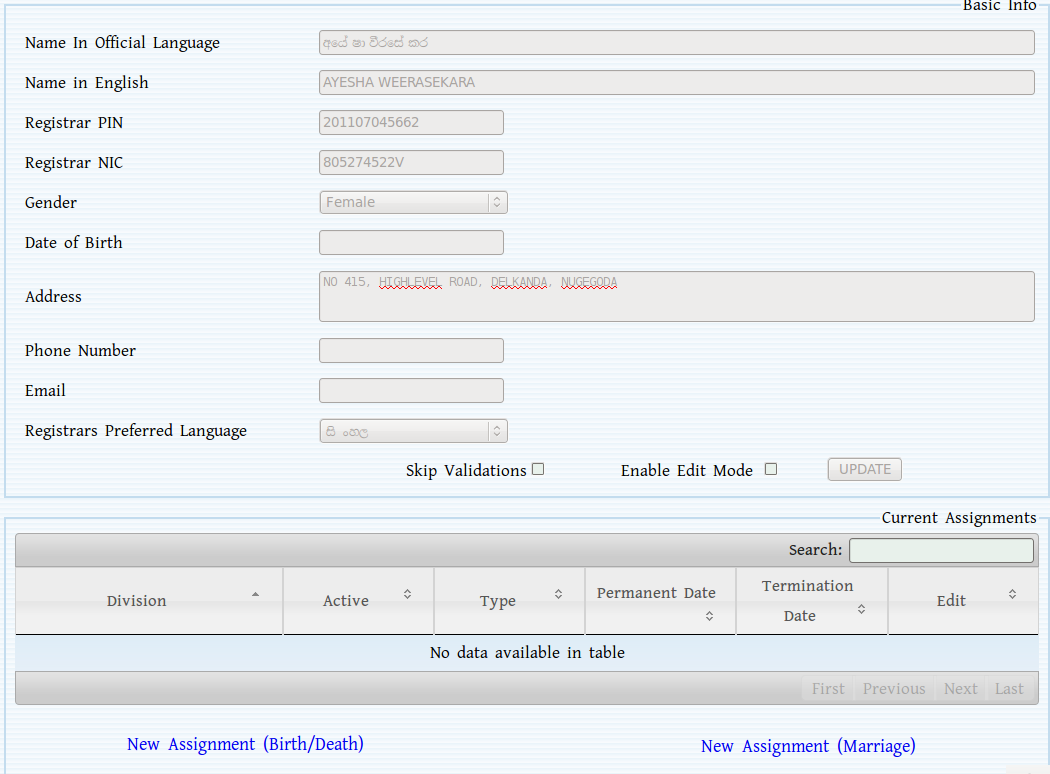 Basic Info
Name In Official Language අයේ ෂා වීරසේ කර
Name in English AYESHA WEERASEKARA
Registrar PIN 201107045662
Registrar NIC 805274522V
Gender Female
Date of Birth
Address NO 415, HIGHLEVEL ROAD, DELKANDA, NUGEGODA
Phone Number
Email
Registrars Preferred Language සි ංහල
Skip Validations Enable Edit Mode UPDATE
Current Assignments
Search:
Division Active Type Permanent Date Termination Date Edit
No data available in table
First Previous Next Last
New Assignment (Birth/Death) New Assignment (Marriage)